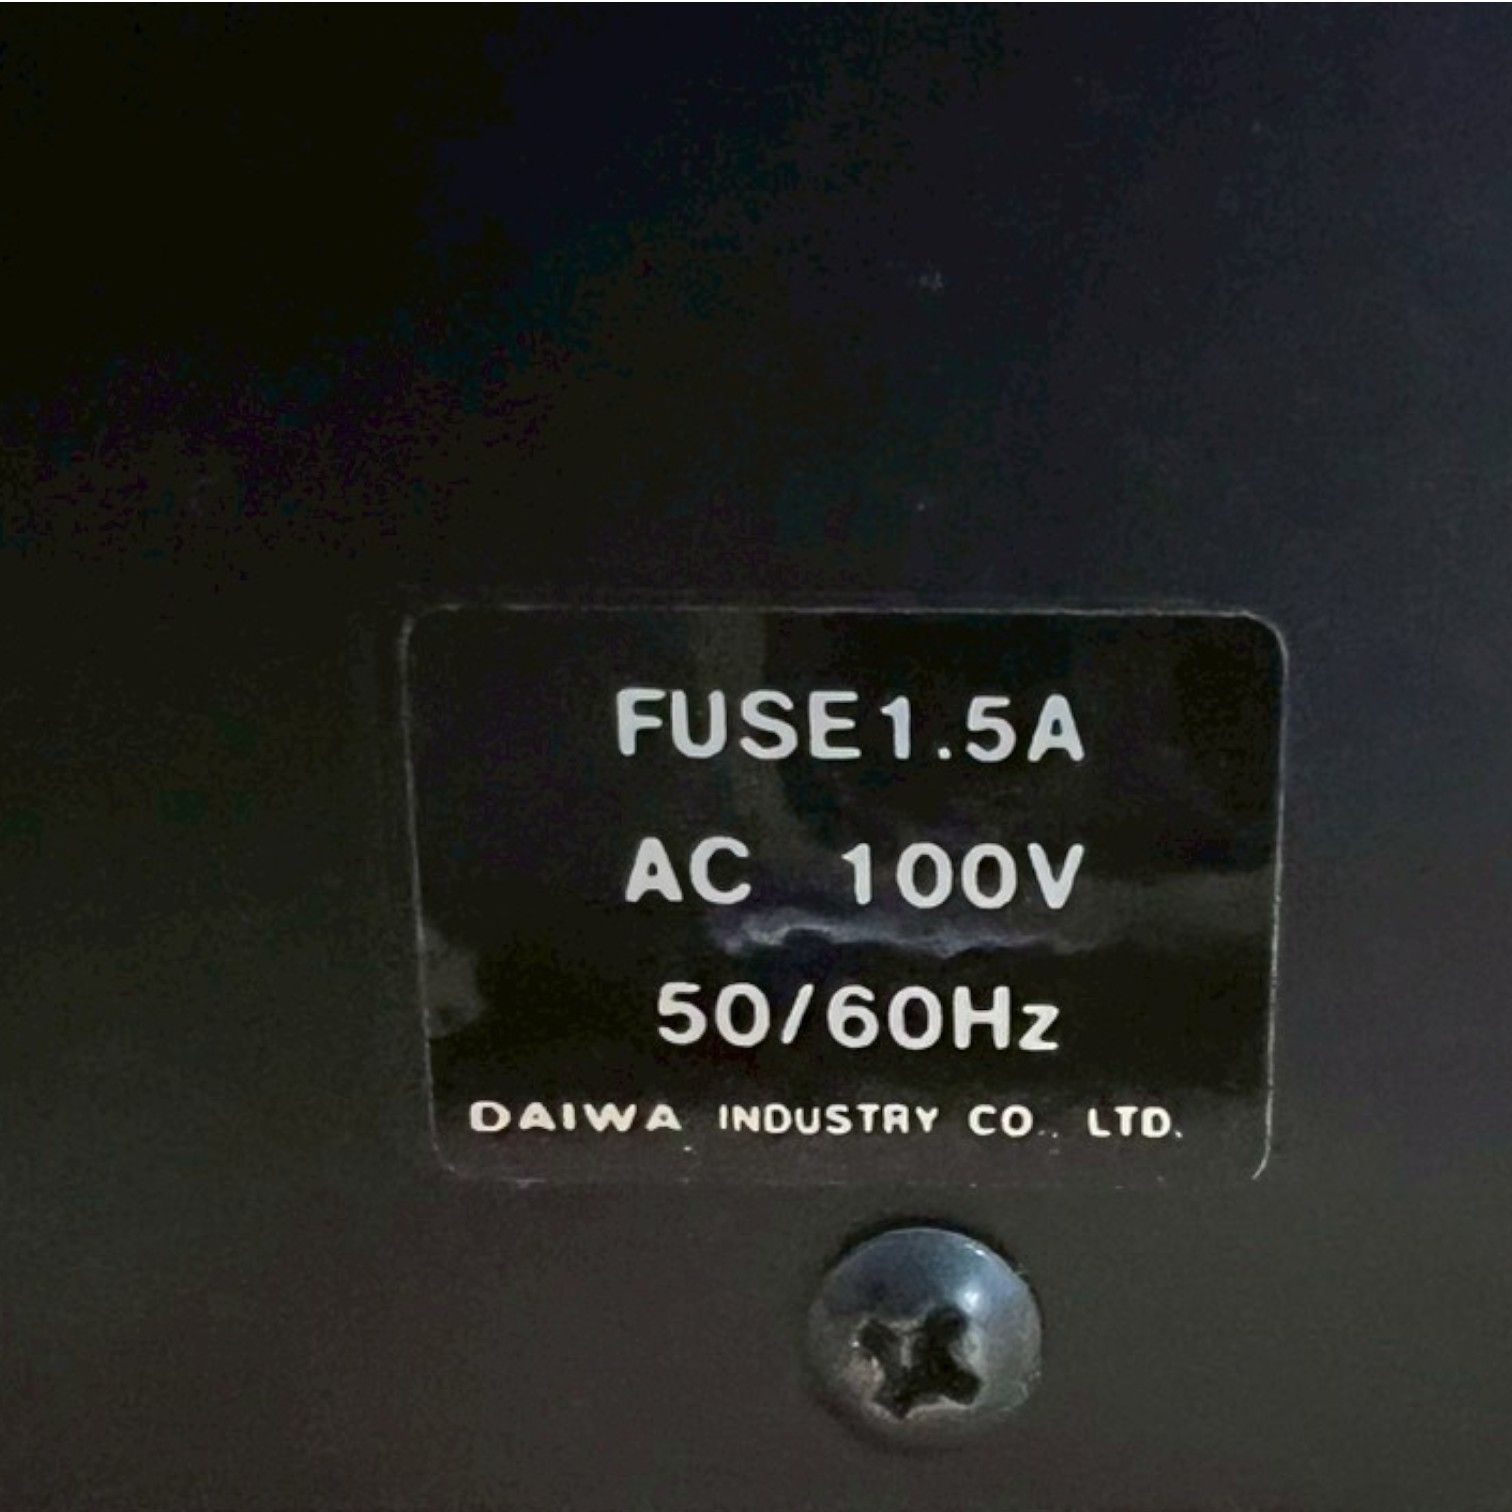 FUSE1.5A
AC 100V
50/60Hz
DAIWA INDUSTRY CO., LTD.